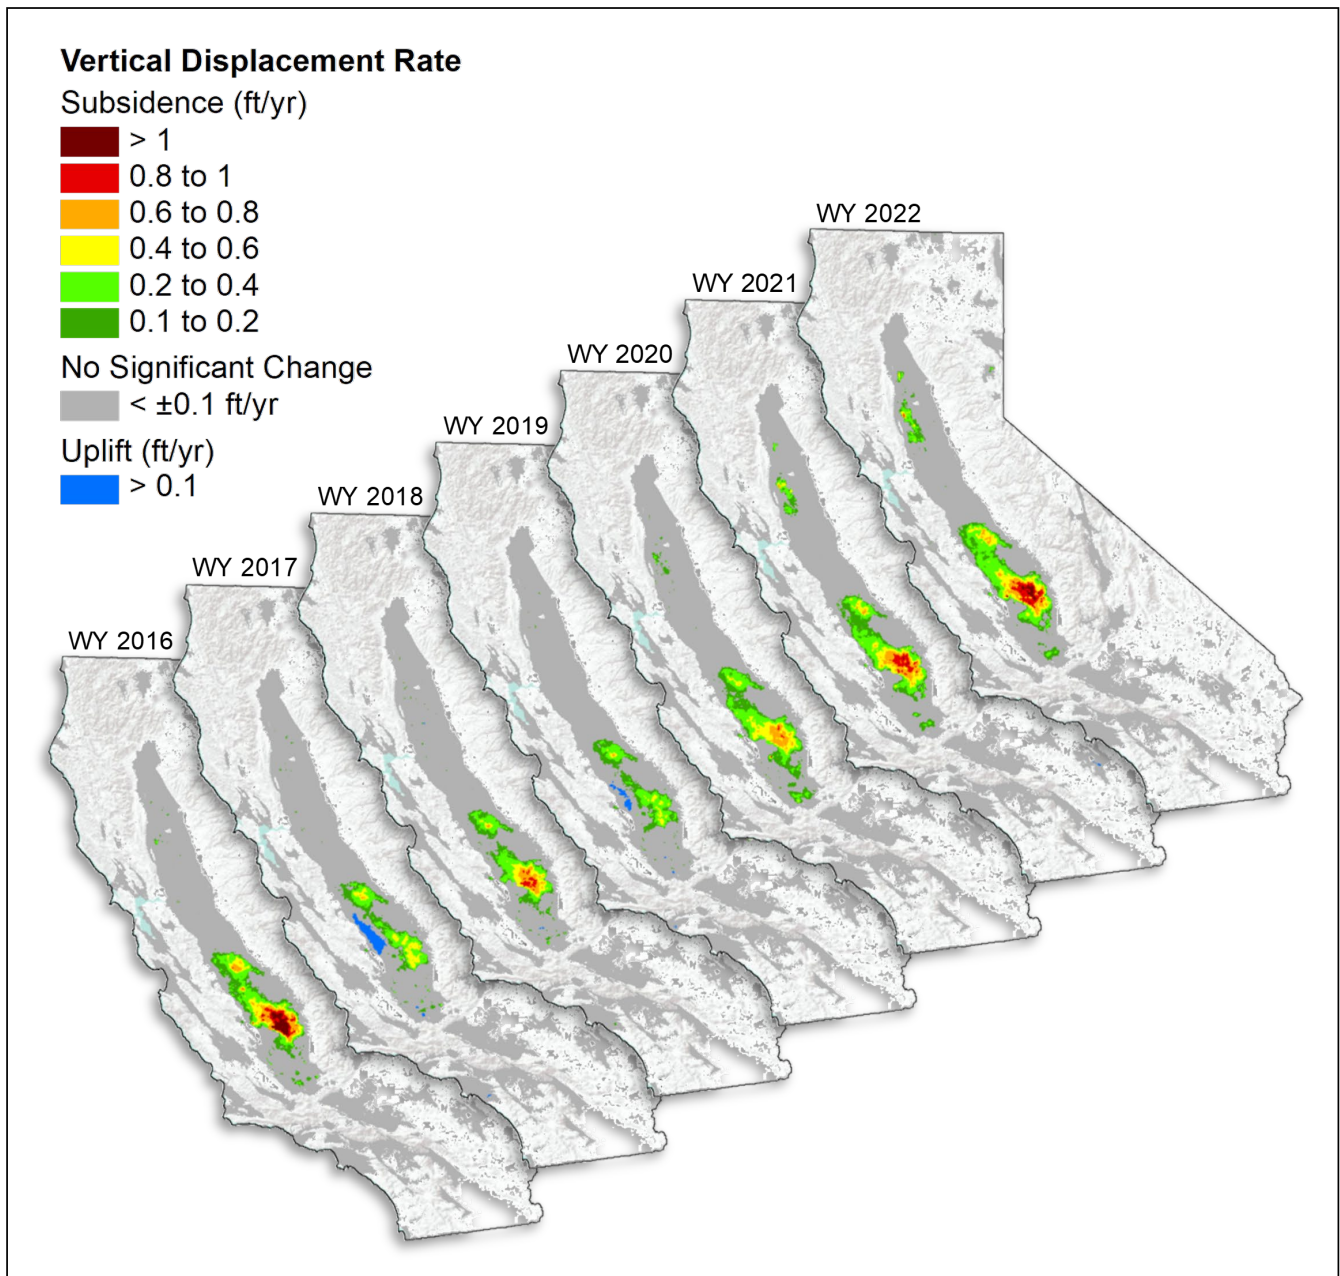 Vertical Displacement Rate
Subsidence (ft/yr)
> 1
0.8 to 1
0.6 to 0.8
0.4 to 0.6
0.2 to 0.4
0.1 to 0.2
No Significant Change
< ±0.1 ft/yr
Uplift (ft/yr)
> 0.1
WY 2016
WY 2017
WY 2018
WY 2019
WY 2020
WY 2021
WY 2022